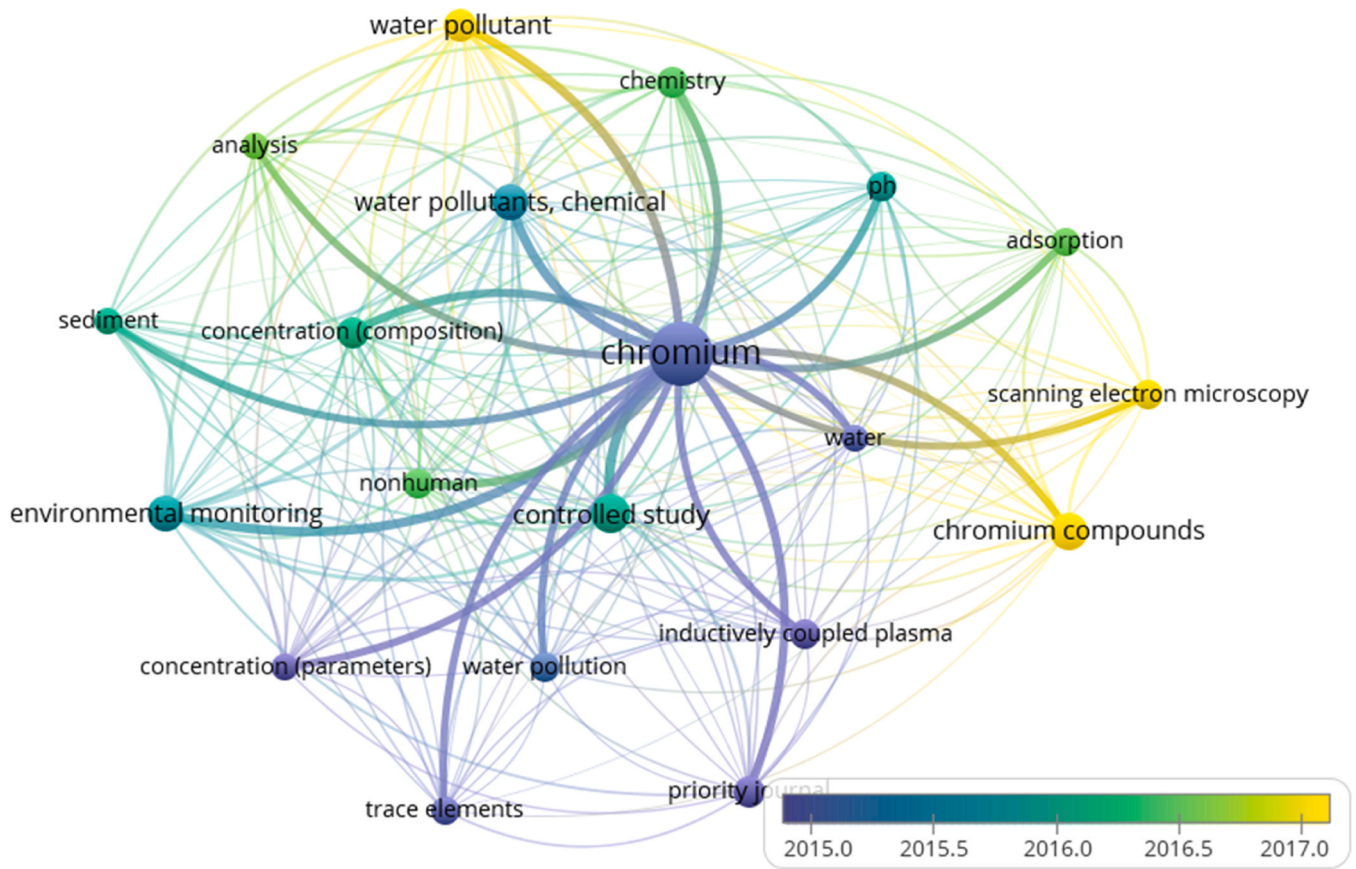 water pollutant
chemistry
analysis
ph
water pollutants, chemical
adsorption
sediment
concentration (composition)
chromium
scanning electron microscopy
water
nonhuman
environmental monitoring
controlled study
chromium compounds
inductively coupled plasma
concentration (parameters)
water pollution
priority journal
trace elements
2015.0 2015.5 2016.0 2016.5 2017.0